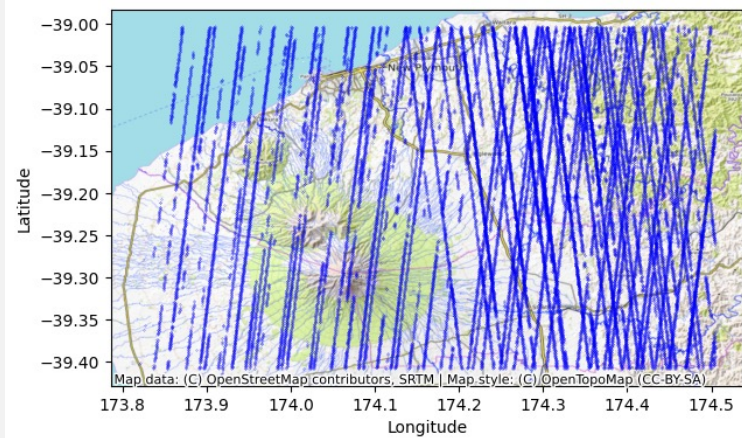 −39.00
−39.05
−39.10
−39.15
−39.20
−39.25
−39.30
−39.35
−39.40
Latitude
New Plymouth
Map data: (C) OpenStreetMap contributors, SRTM | Map style: (C) OpenTopoMap (CC-BY-SA)
173.8 173.9 174.0 174.1 174.2 174.3 174.4 174.5
Longitude